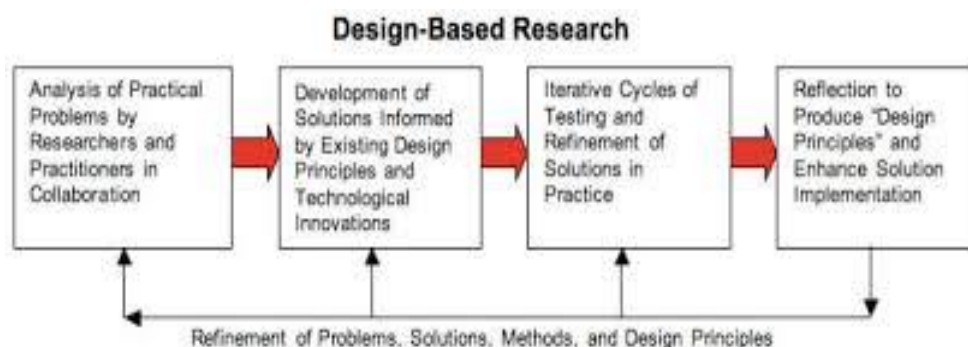 Design-Based Research
Analysis of Practical
Problems by
Researchers and
Practitioners in
Collaboration
Development of
Solutions Informed
by Existing Design
Principles and
Technological
Innovations
Iterative Cycles of
Testing and
Refinement of
Solutions in
Practice
Reflection to
Produce “Design
Principles” and
Enhance Solution
Implementation
Refinement of Problems, Solutions, Methods, and Design Principles